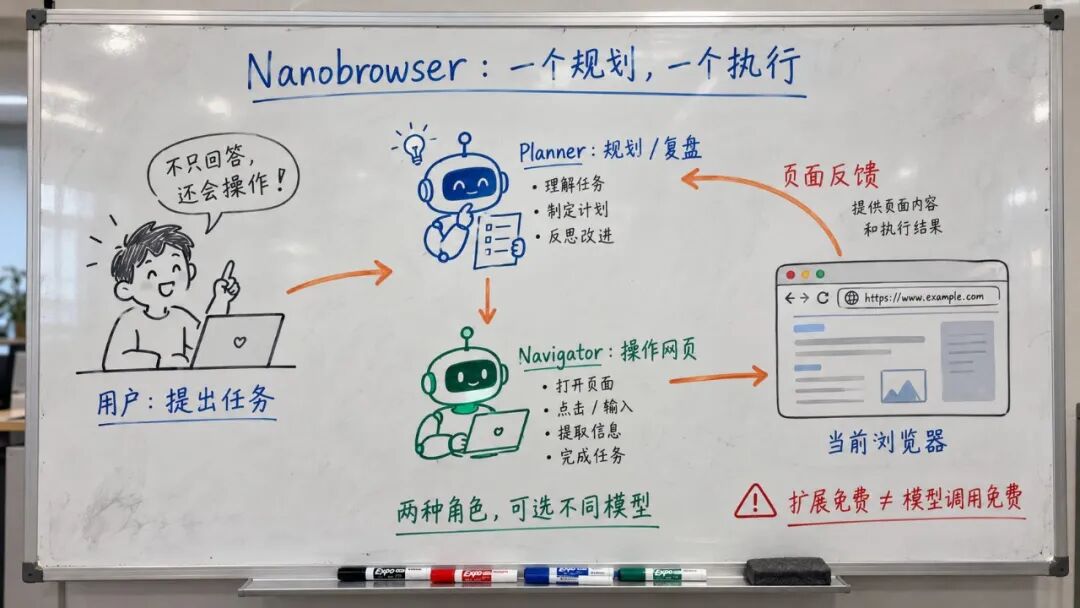 Nanobrowser：一个规划，一个执行
不只回答，
还会操作！
用户：提出任务
Planner：规划 / 复盘
• 理解任务
• 制定计划
• 反思改进
Navigator：操作网页
• 打开页面
• 点击 / 输入
• 提取信息
• 完成任务
两种角色，可选不同模型
页面反馈
提供页面内容
和执行结果
https://www.example.com
当前浏览器
扩展免费 ≠ 模型调用免费
EXPO
EXPO
EXPO
EXPO